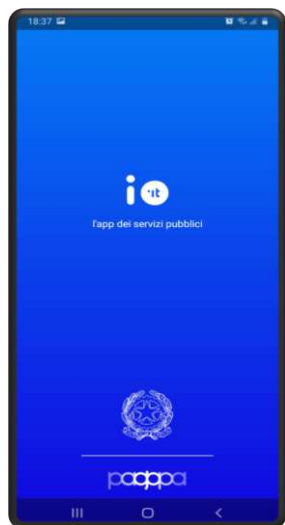 18:37
io
·it
l'app dei servizi pubblici
pagopa